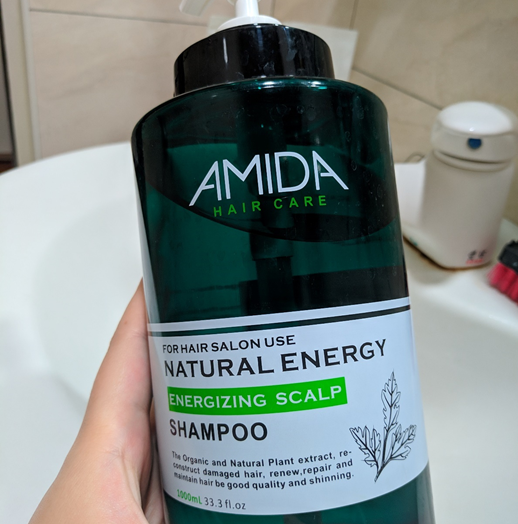 AMIDA
HAIR CARE
FOR HAIR SALON USE
NATURAL ENERGY
ENERGIZING SCALP
SHAMPOO
The Organic and Natural Plant extract, re-
construct damaged hair, renew,repair and
maintain hair be good quality and shinning.
1000mL 33.3 fl.oz